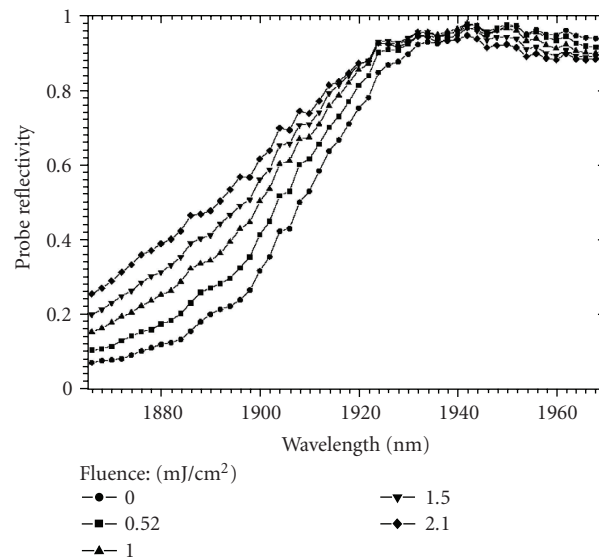 1
0.8
0.6
0.4
0.2
0
Probe reflectivity
1880 1900 1920 1940 1960
Wavelength (nm)
Fluence: (mJ/cm²)
0
0.52
1
1.5
2.1